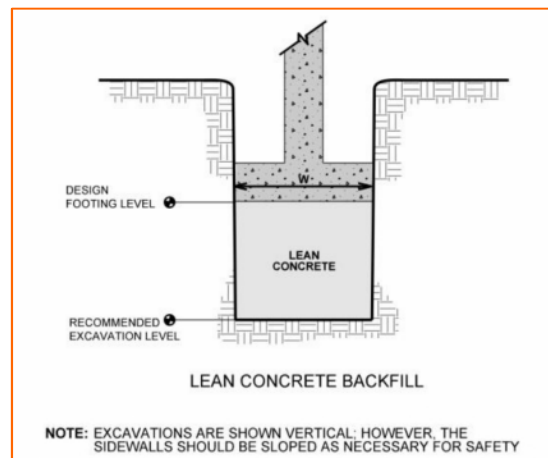 N
W
DESIGN
FOOTING LEVEL
LEAN
CONCRETE
RECOMMENDED
EXCAVATION LEVEL
LEAN CONCRETE BACKFILL
NOTE: EXCAVATIONS ARE SHOWN VERTICAL; HOWEVER, THE
SIDEWALLS SHOULD BE SLOPED AS NECESSARY FOR SAFETY